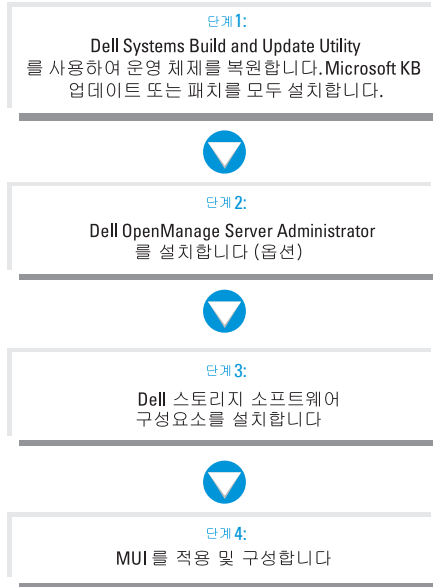 단계1:
Dell Systems Build and Update Utility
를 사용하여 운영 체제를 복원합니다.Microsoft KB
업데이트 또는 패치를 모두 설치합니다.
단계2:
Dell OpenManage Server Administrator
를 설치합니다 (옵션)
단계3:
Dell 스토리지 소프트웨어
구성요소를 설치합니다
단계4:
MUI 를 적용 및 구성합니다